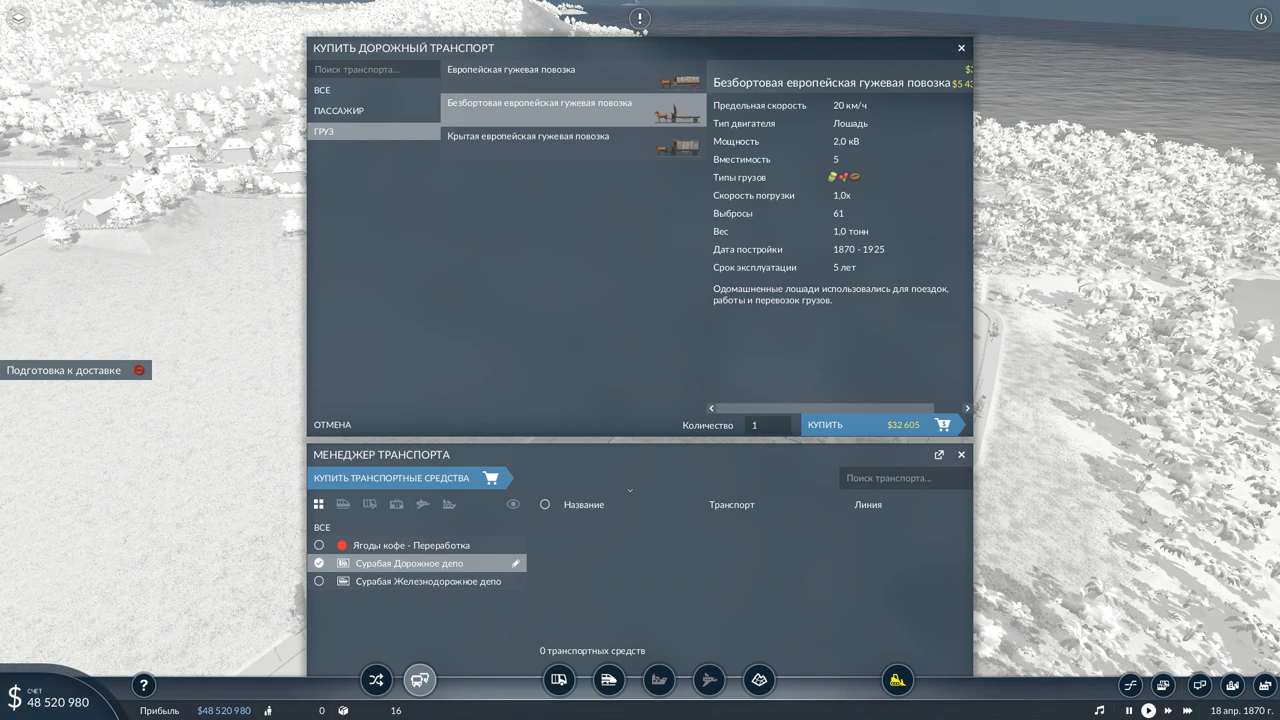 КУПИТЬ ДОРОЖНЫЙ ТРАНСПОРТ
Поиск транспорта...
ВСЕ
ПАССАЖИР
ГРУЗ
Европейская гужевая повозка
Безбортовая европейская гужевая повозка
Крытая европейская гужевая повозка
Безбортовая европейская гужевая повозка
Предельная скорость 20 км/ч
Тип двигателя Лошадь
Мощность 2,0 кВ
Вместимость 5
Типы грузов
Скорость погрузки 1,0x
Выбросы 61
Вес 1,0 тонн
Дата постройки 1870 - 1925
Срок эксплуатации 5 лет
Одомашненные лошади использовались для поездок,
работы и перевозок грузов.
Подготовка к доставке
ОТМЕНА
Количество 1
КУПИТЬ $32 605
МЕНЕДЖЕР ТРАНСПОРТА
КУПИТЬ ТРАНСПОРТНЫЕ СРЕДСТВА
Поиск транспорта...
Название Транспорт Линия
ВСЕ
Ягоды кофе - Переработка
Сурабая Дорожное депо
Сурабая Железнодорожное депо
0 транспортных средств
СЧЕТ
$ 48 520 980
?
Прибыль $48 520 980 0 16
18 апр. 1870 г.